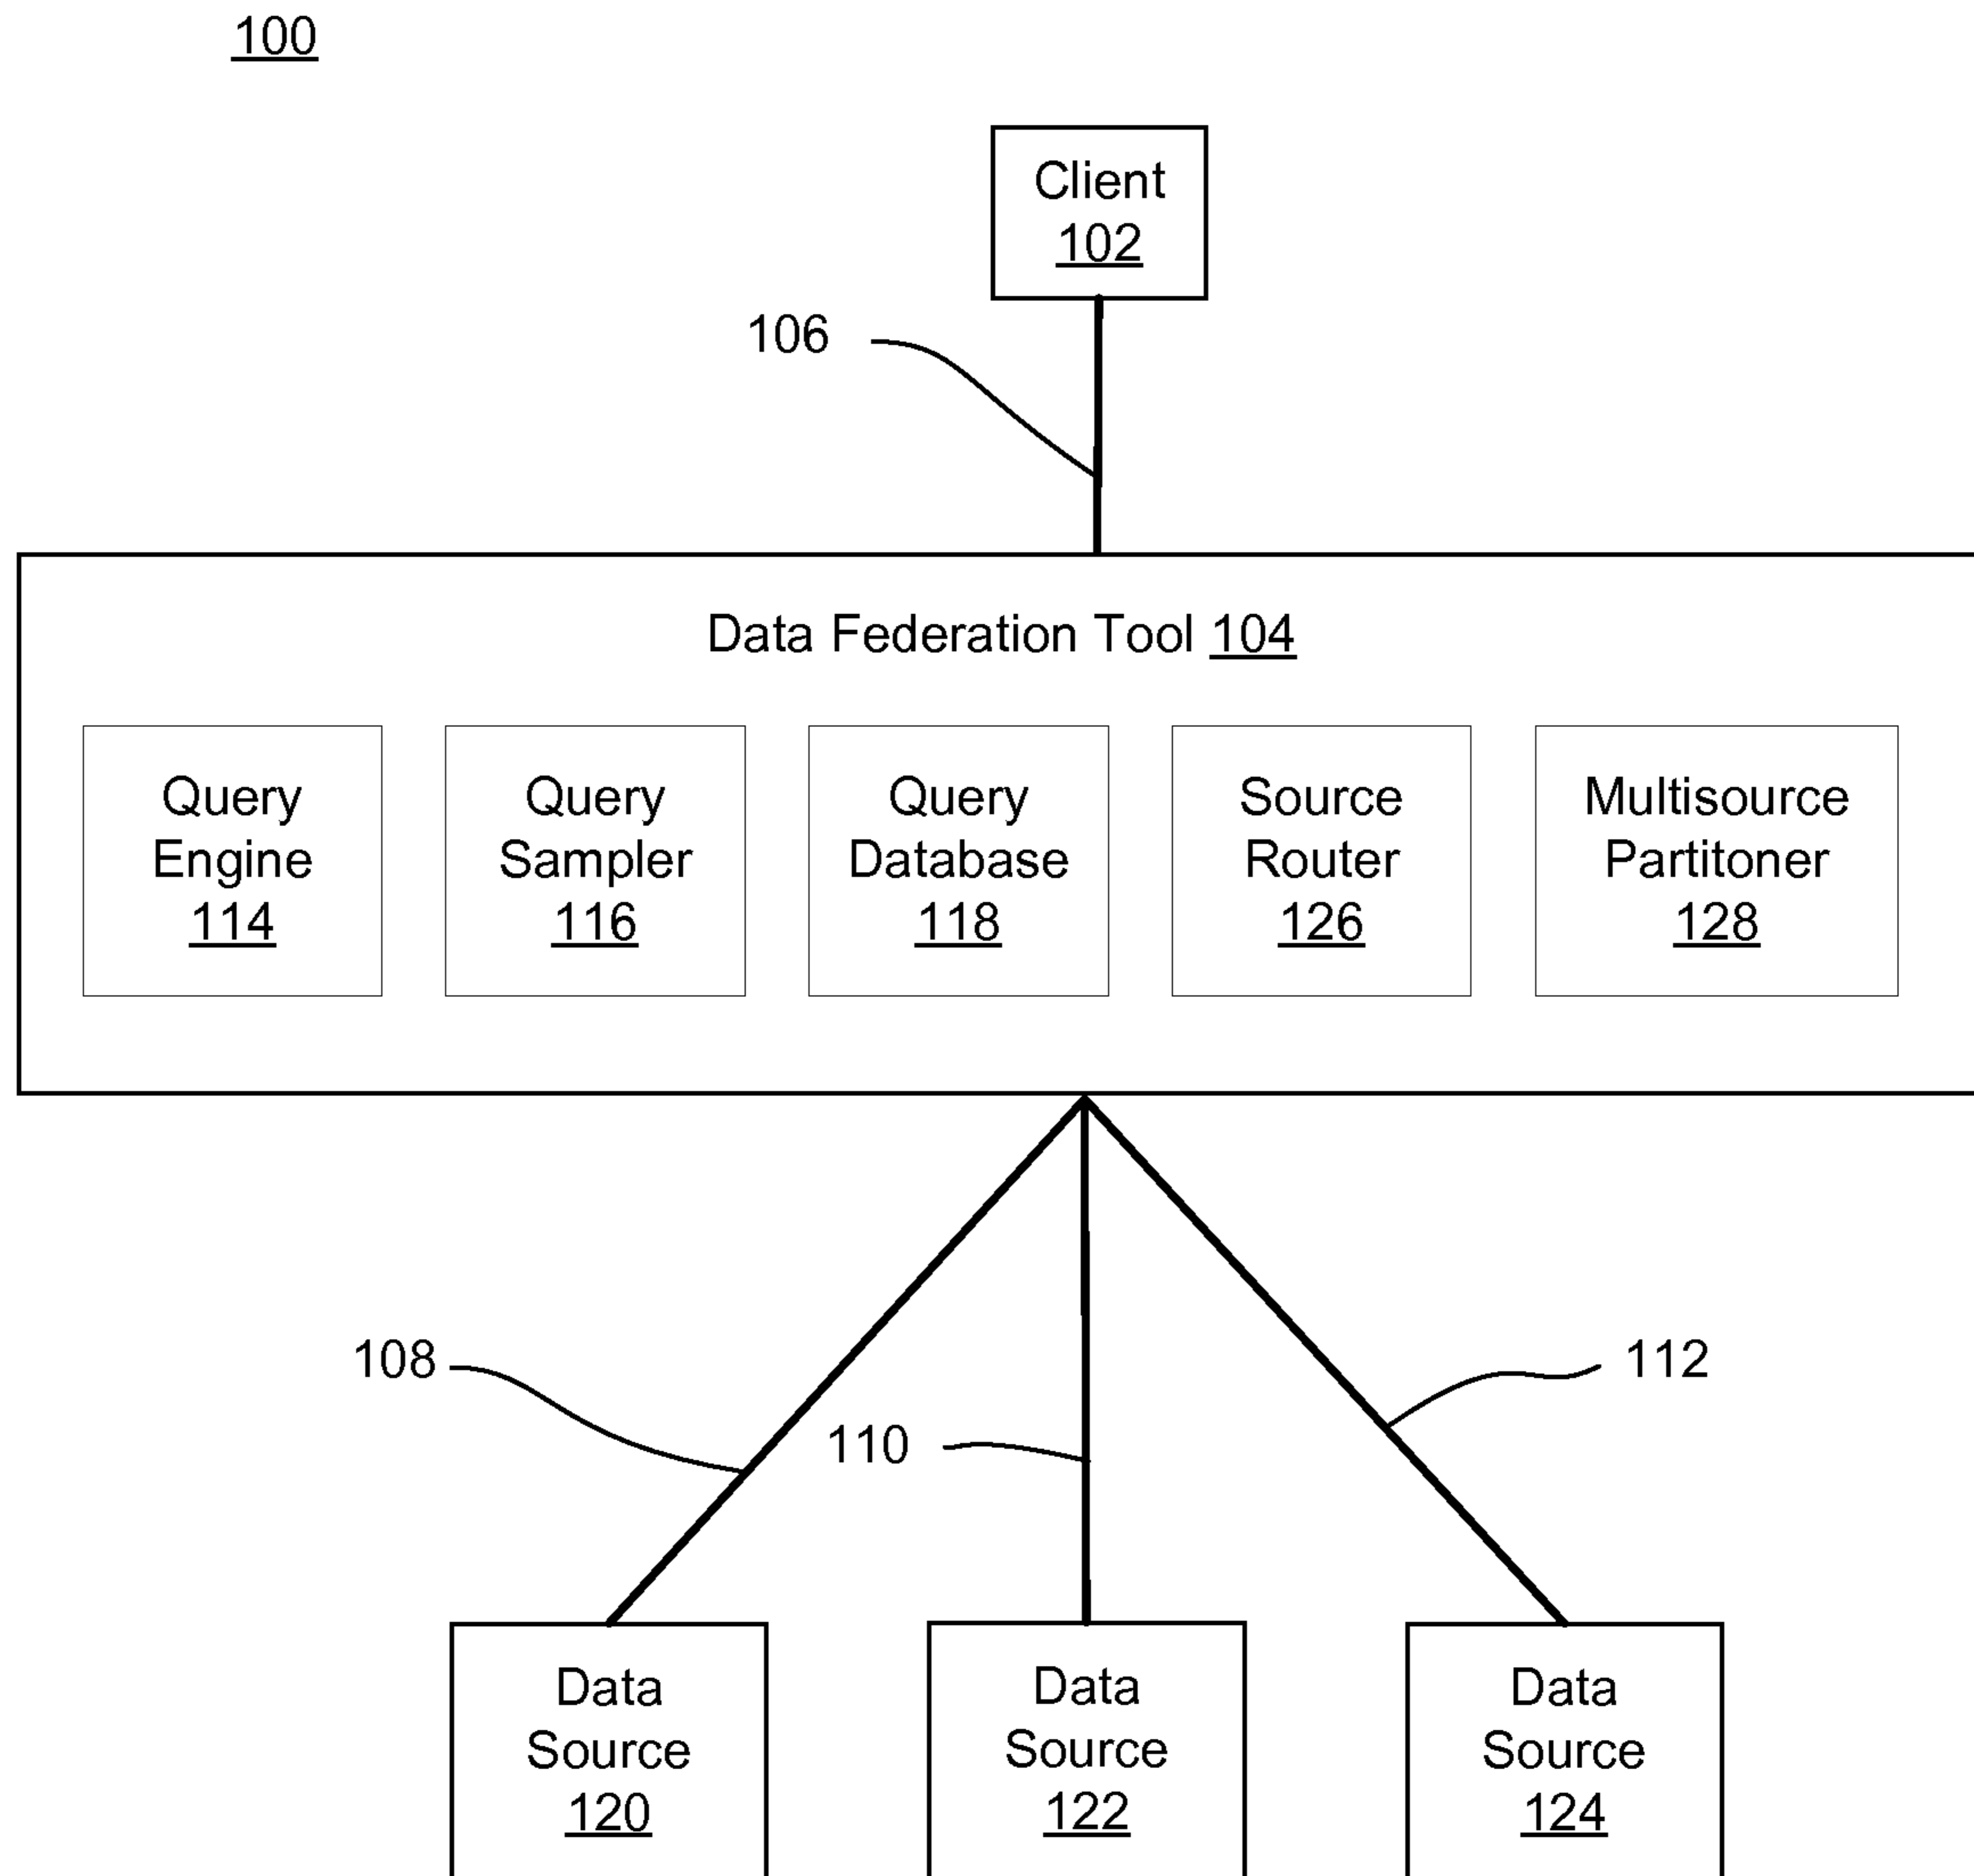 100
Client
102
106
Data Federation Tool 104
Query
Engine
114
Query
Sampler
116
Query
Database
118
Source
Router
126
Multisource
Partitoner
128
108
110
112
Data
Source
120
Data
Source
122
Data
Source
124